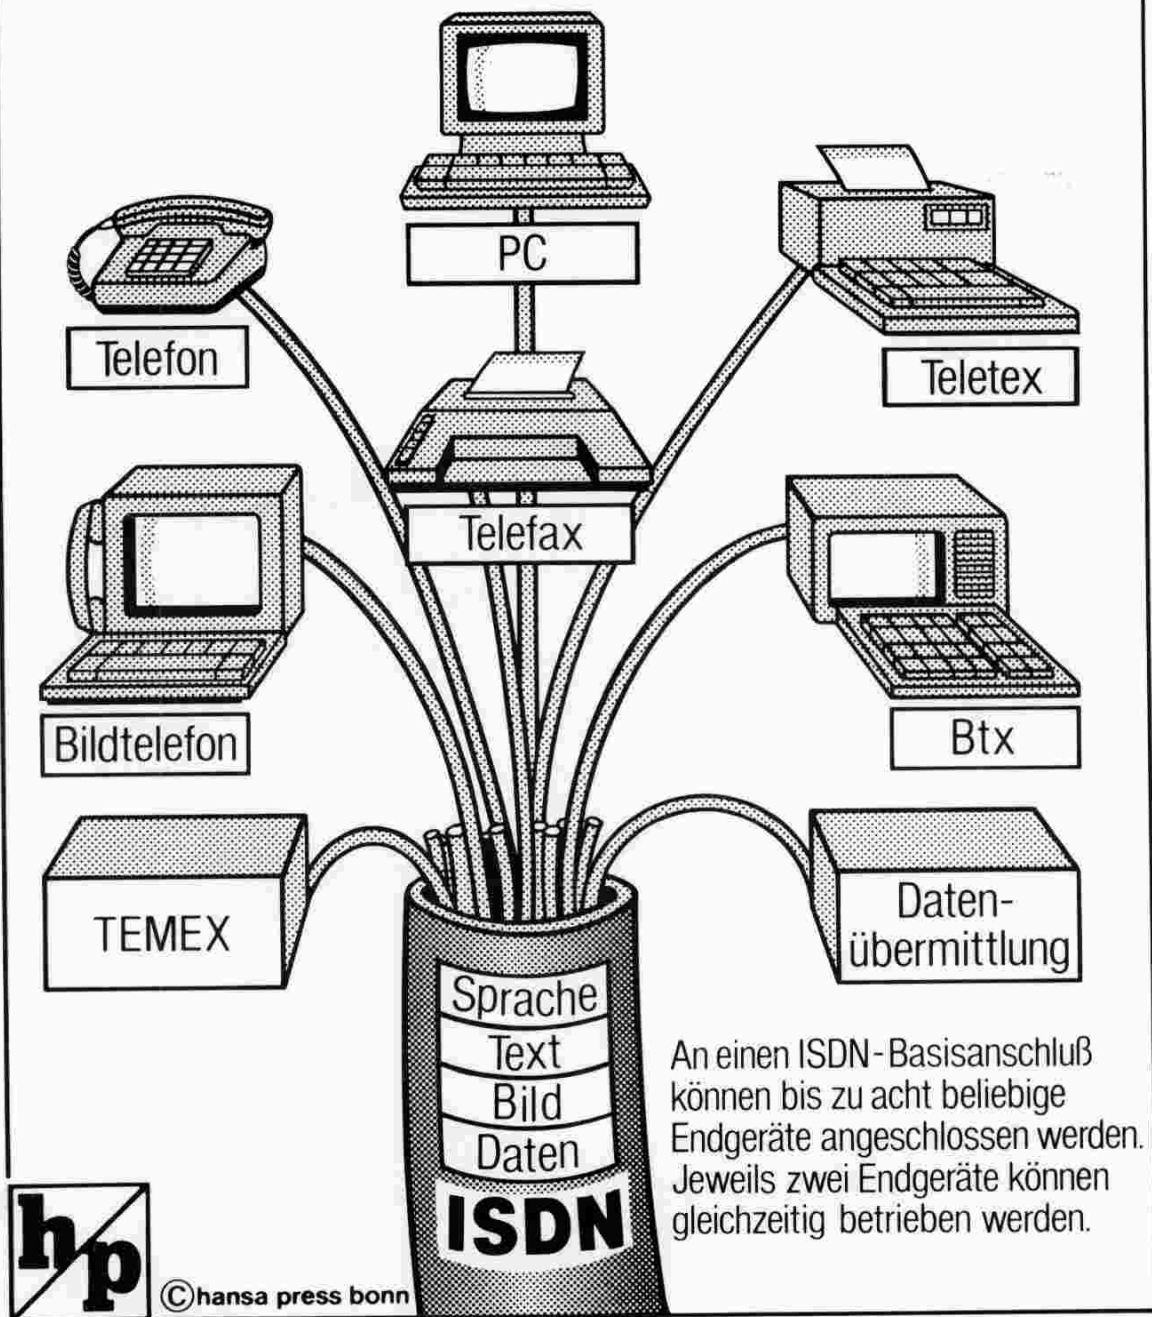 PC
Telefon
Teletex
Telefax
Bildtelefon
Btx
TEMEX
Daten-
übermittlung
Sprache
Text
Bild
Daten
ISDN
An einen ISDN-Basisanschluß
können bis zu acht beliebige
Endgeräte angeschlossen werden.
Jeweils zwei Endgeräte können
gleichzeitig betrieben werden.
hp
©hansa press bonn